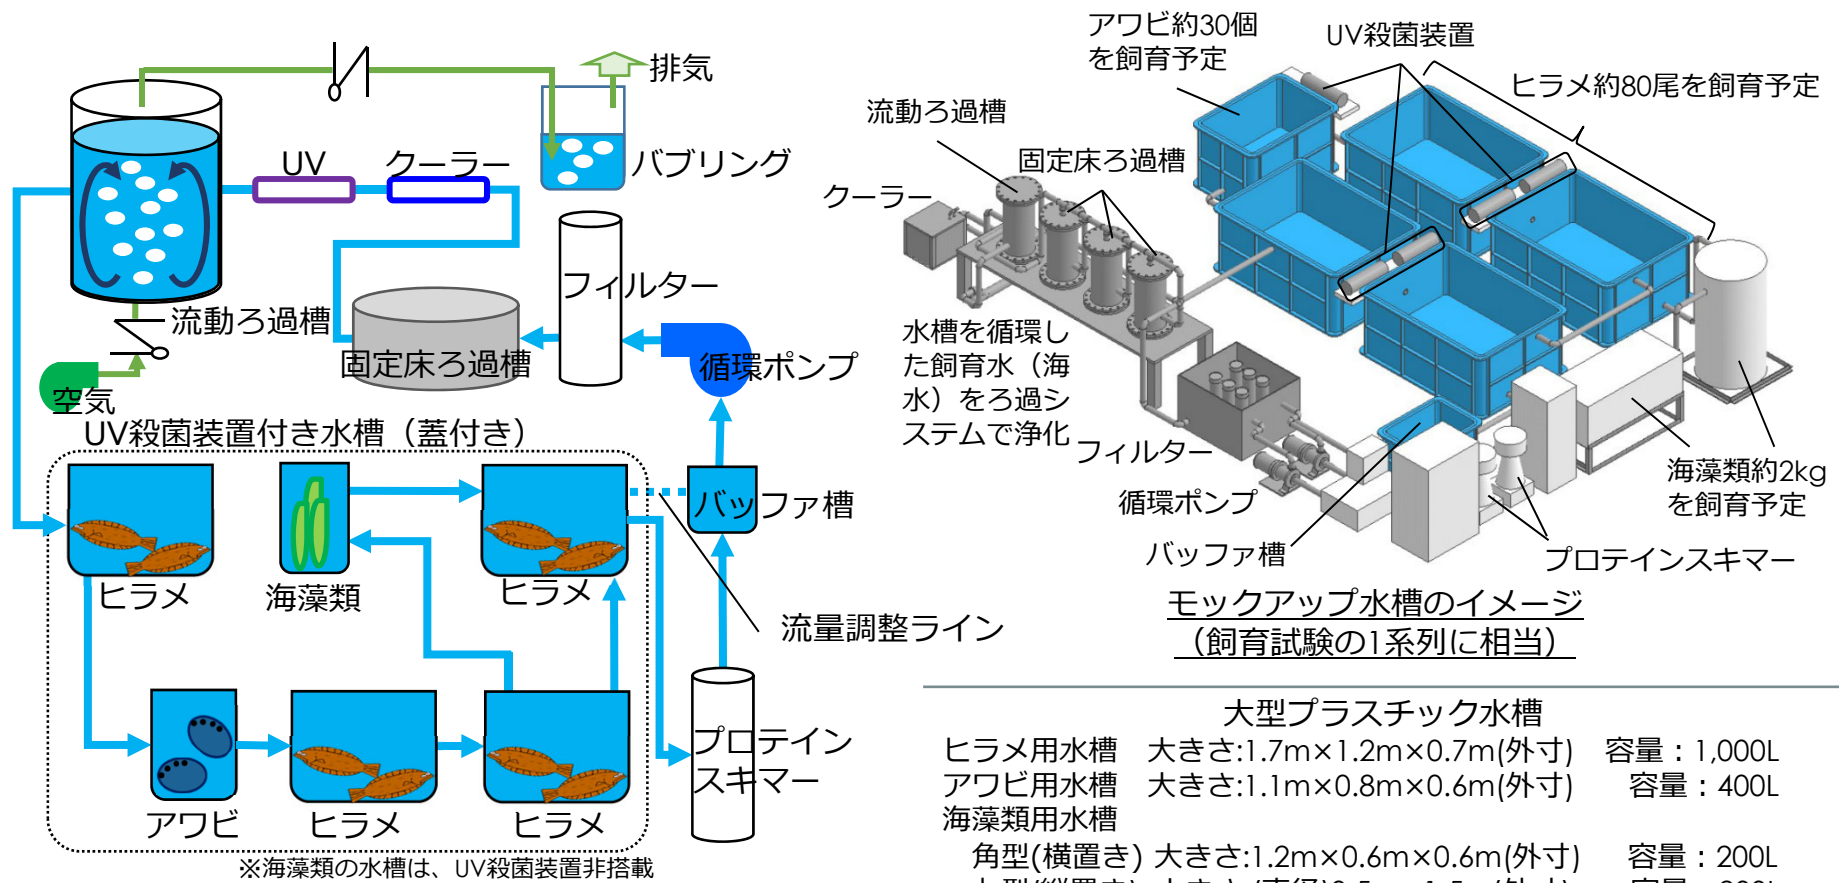 排気
バブリング
UV
クーラー
流動ろ過槽
フィルター
固定床ろ過槽
循環ポンプ
空気
UV殺菌装置付き水槽（蓋付き）
ヒラメ
海藻類
ヒラメ
バッファ槽
流量調整ライン
アワビ
ヒラメ
ヒラメ
プロテイン
スキマー
※海藻類の水槽は、UV殺菌装置非搭載
アワビ約30個
を飼育予定
UV殺菌装置
ヒラメ約80尾を飼育予定
流動ろ過槽
固定床ろ過槽
クーラー
水槽を循環し
た飼育水（海
水）をろ過シ
ステムで浄化
フィルター
循環ポンプ
バッファ槽
海藻類約2kg
を飼育予定
プロテインスキマー
モックアップ水槽のイメージ
（飼育試験の1系列に相当）
大型プラスチック水槽
ヒラメ用水槽 大きさ:1.7m×1.2m×0.7m(外寸) 容量：1,000L
アワビ用水槽 大きさ:1.1m×0.8m×0.6m(外寸) 容量：400L
海藻類用水槽
角型(横置き) 大きさ:1.2m×0.6m×0.6m(外寸) 容量：200L